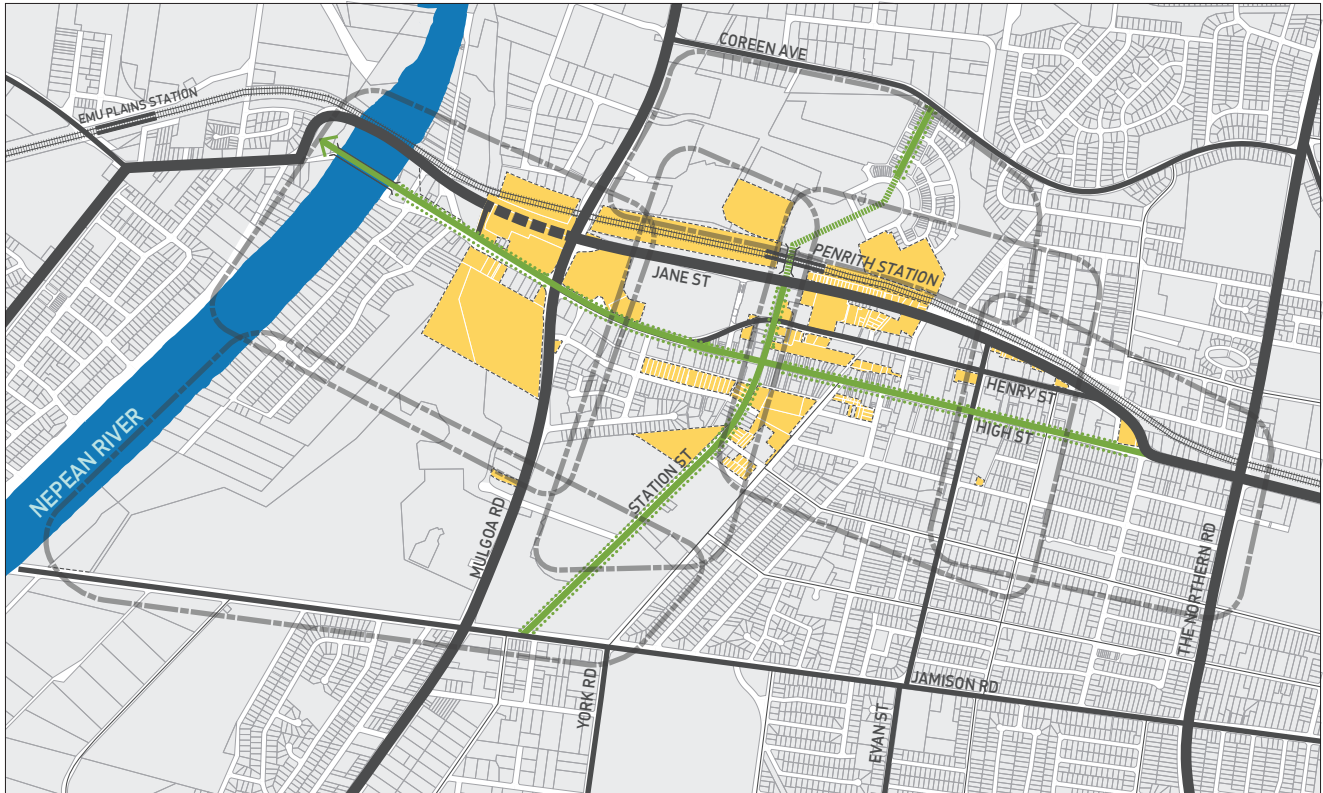 COREEN AVE
EMU PLAINS STATION
PENRITH STATION
JANE ST
HENRY ST
HIGH ST
NEPEAN RIVER
STATION ST
MULGOA RD
THE NORTHERN RD
JAMISON RD
YORK RD
EVAN ST